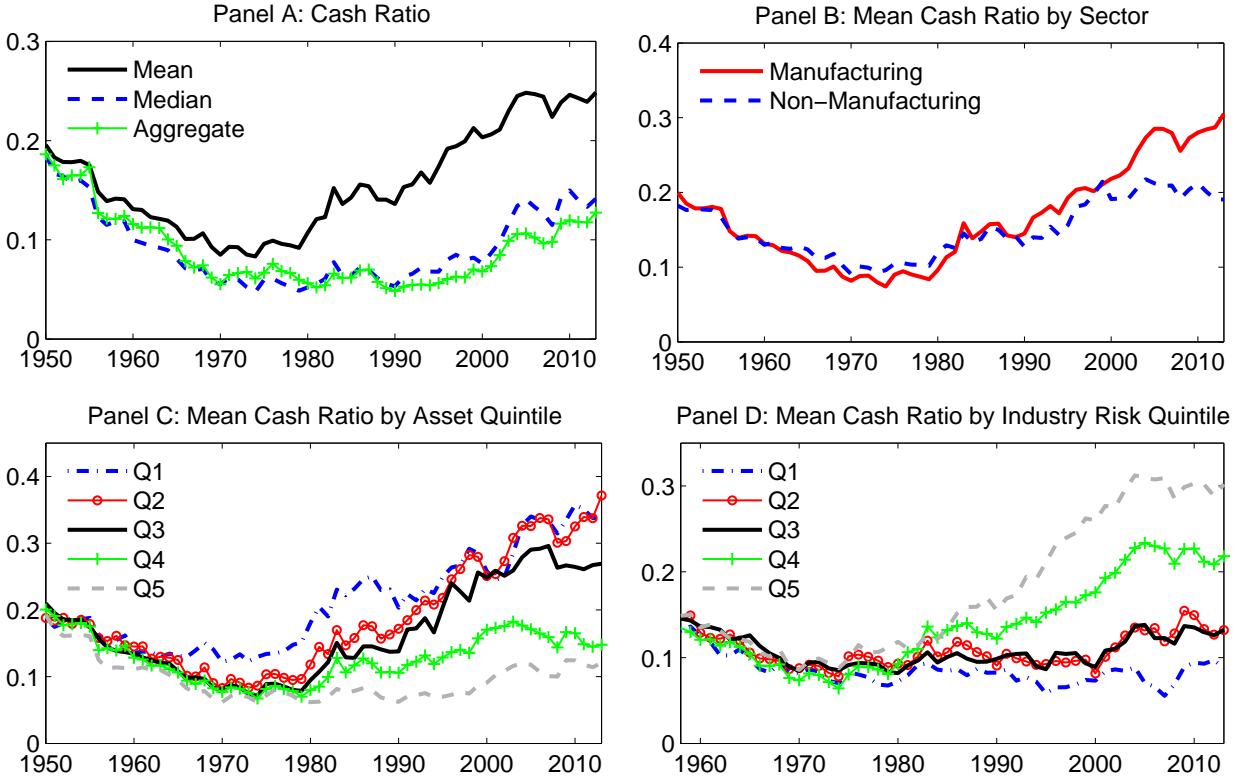 Panel A: Cash Ratio
0.3
0.2
0.1
0
Mean
Median
Aggregate
1950 1960 1970 1980 1990 2000 2010
Panel B: Mean Cash Ratio by Sector
0.4
0.3
0.2
0.1
0
Manufacturing
Non−Manufacturing
1950 1960 1970 1980 1990 2000 2010
Panel C: Mean Cash Ratio by Asset Quintile
0.4
0.3
0.2
0.1
0
Q1
Q2
Q3
Q4
Q5
1950 1960 1970 1980 1990 2000 2010
Panel D: Mean Cash Ratio by Industry Risk Quintile
0.3
0.2
0.1
0
Q1
Q2
Q3
Q4
Q5
1960 1970 1980 1990 2000 2010